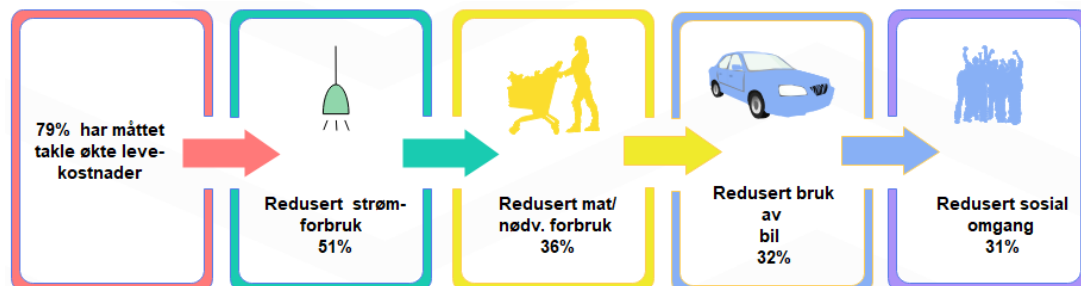 79% har måttet
takle økte leve-
kostnader
Redusert strøm-
forbruk
51%
Redusert mat/
nødv. forbruk
36%
Redusert bruk
av
bil
32%
Redusert sosial
omgang
31%